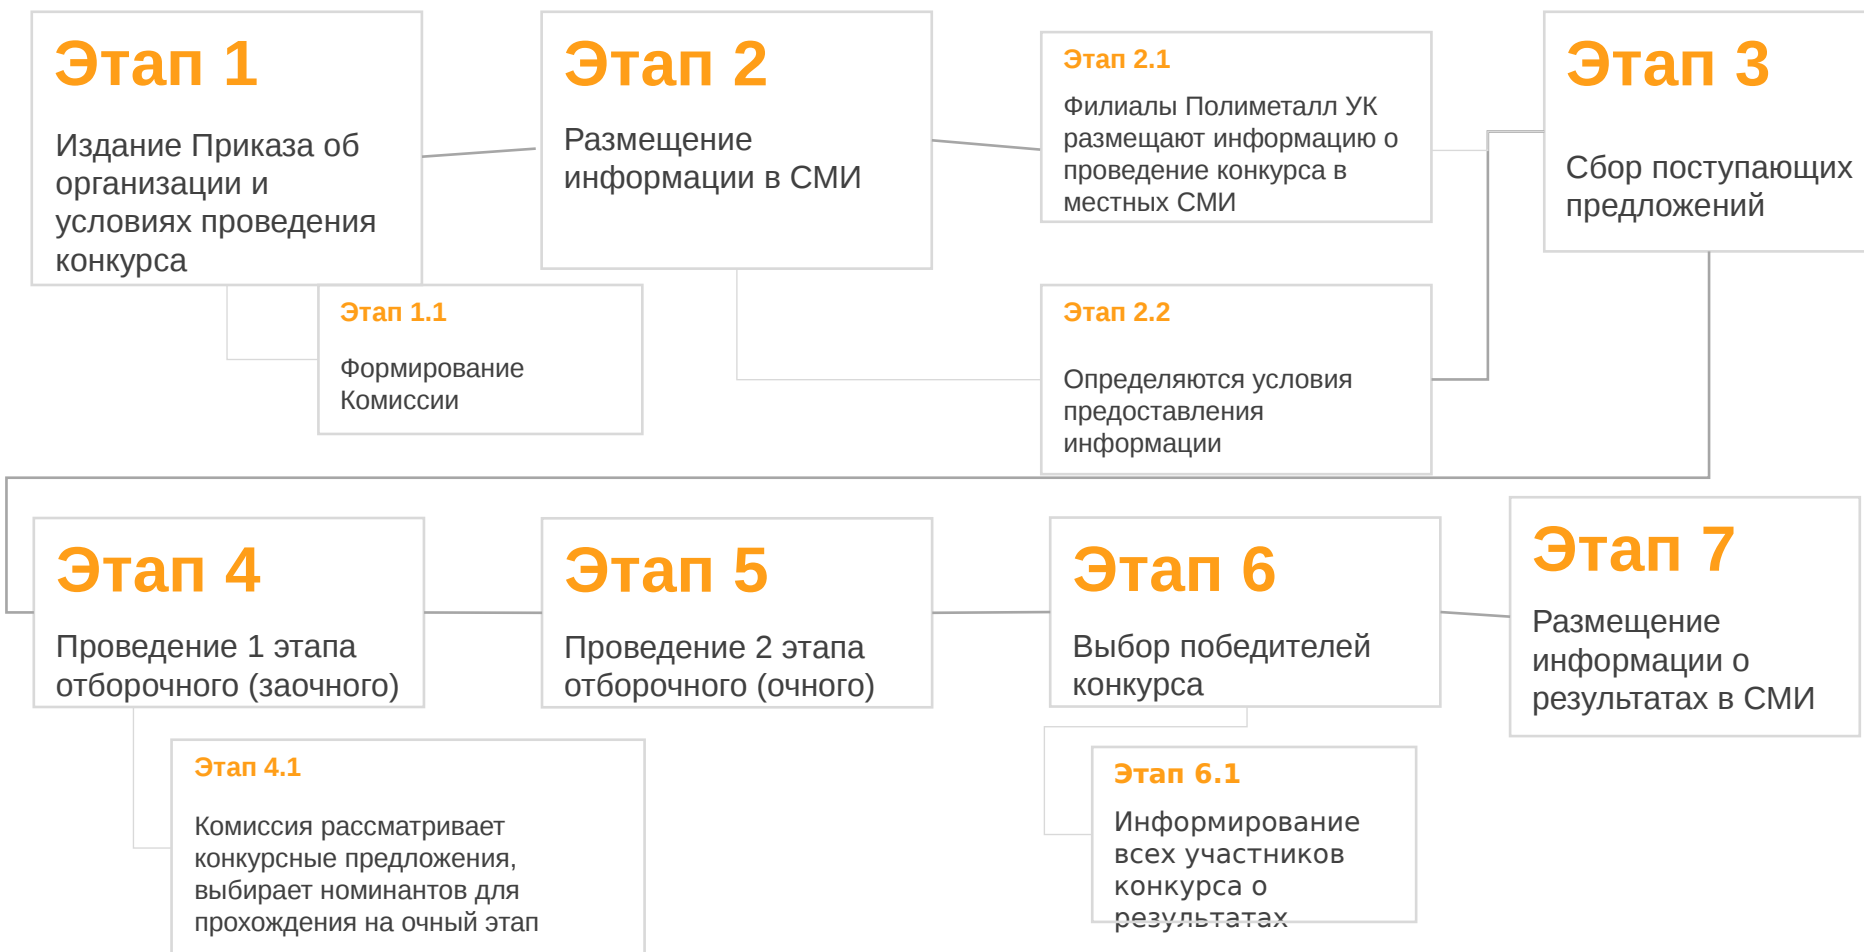 Этап 1
Издание Приказа об
организации и
условиях проведения
конкурса
Этап 1.1
Формирование
Комиссии
Этап 2
Размещение
информации в СМИ
Этап 2.1
Филиалы Полиметалл УК
размещают информацию о
проведение конкурса в
местных СМИ
Этап 2.2
Определяются условия
предоставления
информации
Этап 3
Сбор поступающих
предложений
Этап 4
Проведение 1 этапа
отборочного (заочного)
Этап 4.1
Комиссия рассматривает
конкурсные предложения,
выбирает номинантов для
прохождения на очный этап
Этап 5
Проведение 2 этапа
отборочного (очного)
Этап 6
Выбор победителей
конкурса
Этап 6.1
Информирование
всех участников
конкурса о
результатах
Этап 7
Размещение
информации о
результатах в СМИ